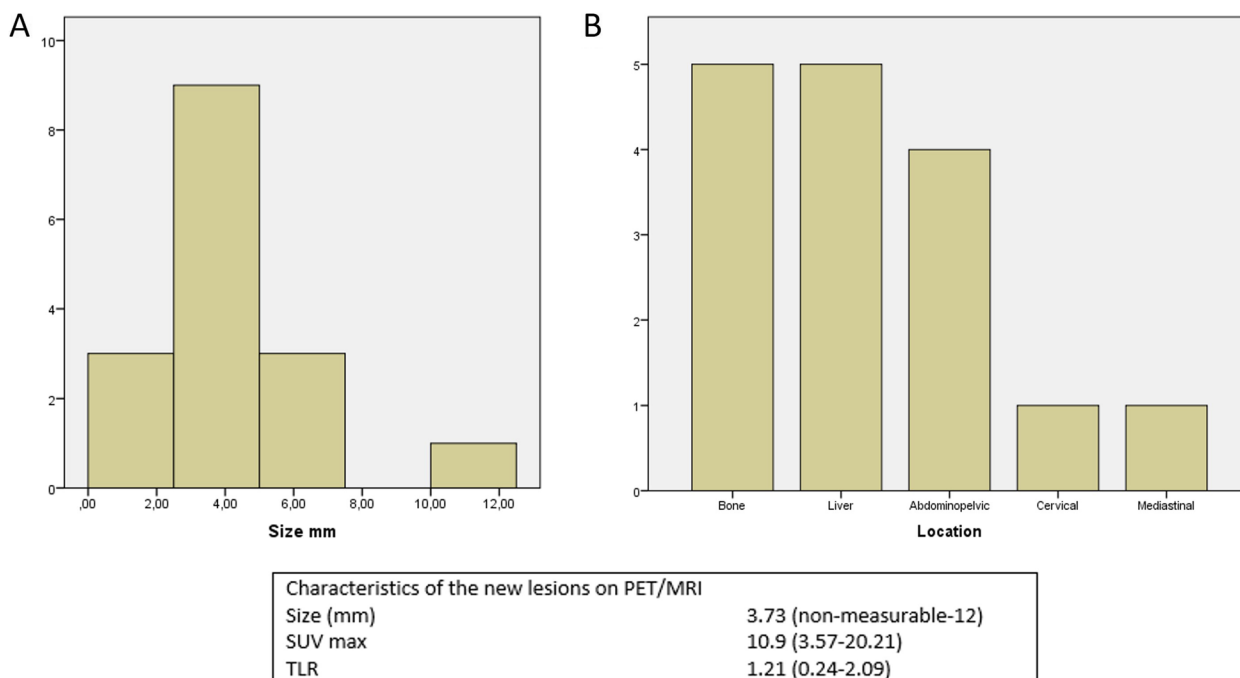 A
10
8
6
4
2
0
,00 2,00 4,00 6,00 8,00 10,00 12,00
Size mm
B
5
4
3
2
1
0
Bone Liver Abdominopelvic Cervical Mediastinal
Location
Characteristics of the new lesions on PET/MRI
Size (mm) 3.73 (non-measurable-12)
SUV max 10.9 (3.57-20.21)
TLR 1.21 (0.24-2.09)